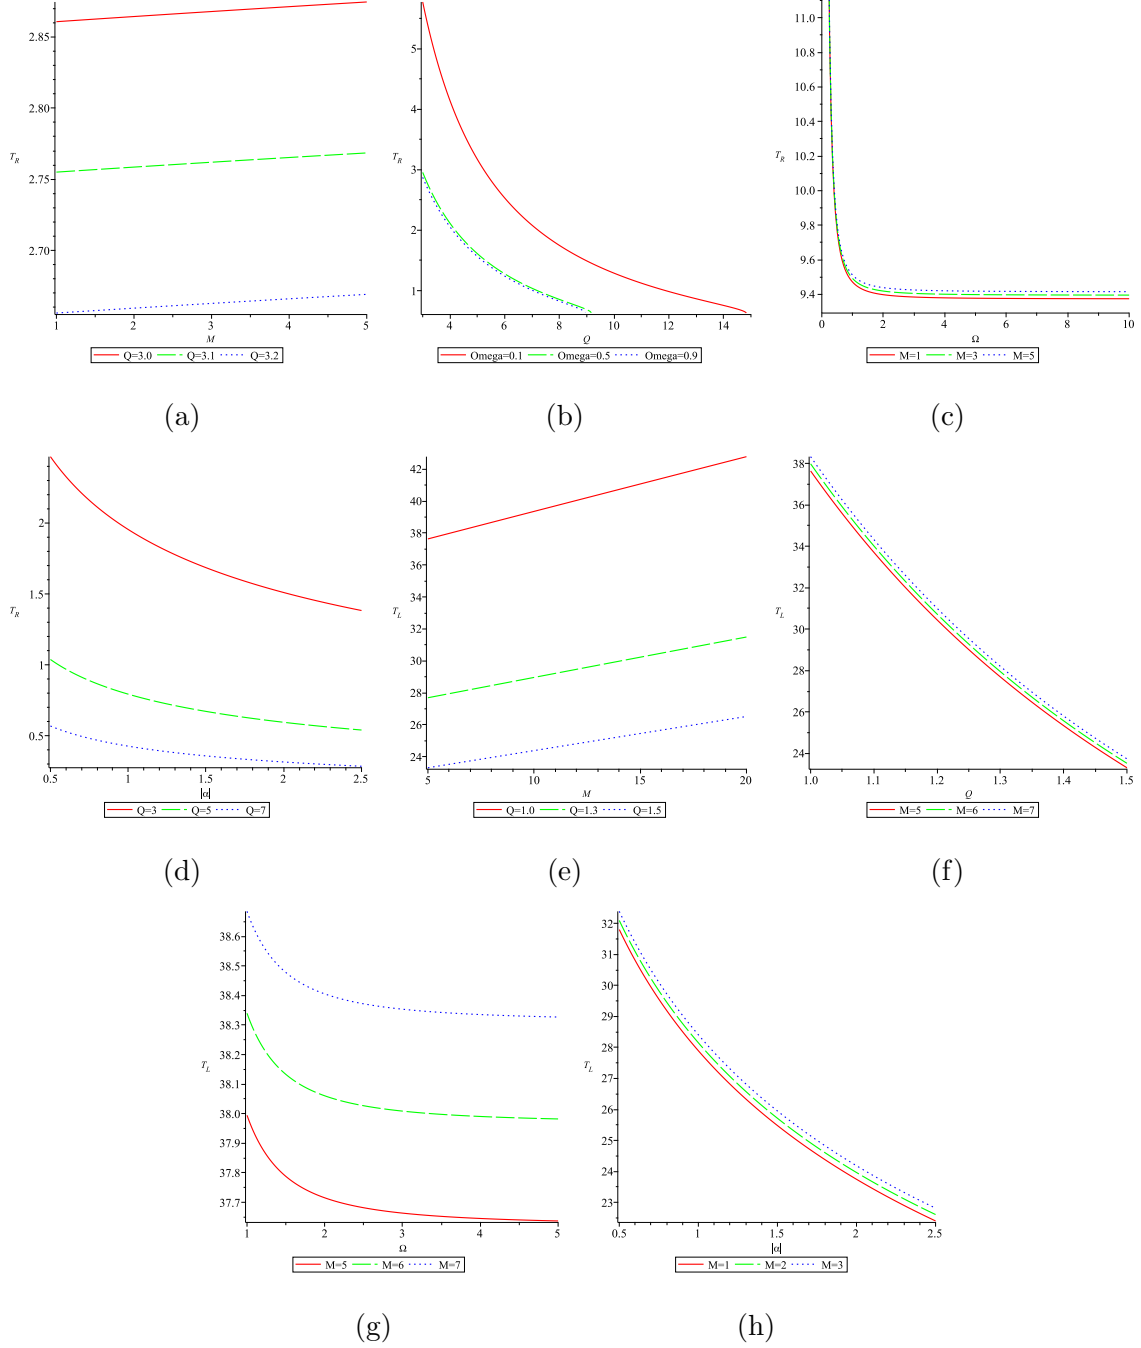 2.85
2.80
2.75
2.70
T_R
1 2 3 4 5
M
Q=3.0 Q=3.1 Q=3.2
(a)
5
4
3
2
1
T_R
4 6 8 10 12 14
Q
Omega=0.1 Omega=0.5 Omega=0.9
(b)
11.0
10.8
10.6
10.4
10.2
10.0
9.8
9.6
9.4
T_R
0 2 4 6 8 10
Ω
M=1 M=3 M=5
(c)
2
1.5
1
0.5
T_R
0.5 1 1.5 2 2.5
|α|
Q=3 Q=5 Q=7
(d)
42
40
38
36
34
32
30
28
26
24
T_L
5 10 15 20
M
Q=1.0 Q=1.3 Q=1.5
(e)
38
36
34
32
30
28
26
24
T_L
1.0 1.1 1.2 1.3 1.4 1.5
Q
M=5 M=6 M=7
(f)
38.6
38.5
38.4
38.3
38.2
38.1
38.0
37.9
37.8
37.7
T_L
1 2 3 4 5
Ω
M=5 M=6 M=7
(g)
32
31
30
29
28
27
26
25
24
23
T_L
0.5 1 1.5 2 2.5
|α|
M=1 M=2 M=3
(h)